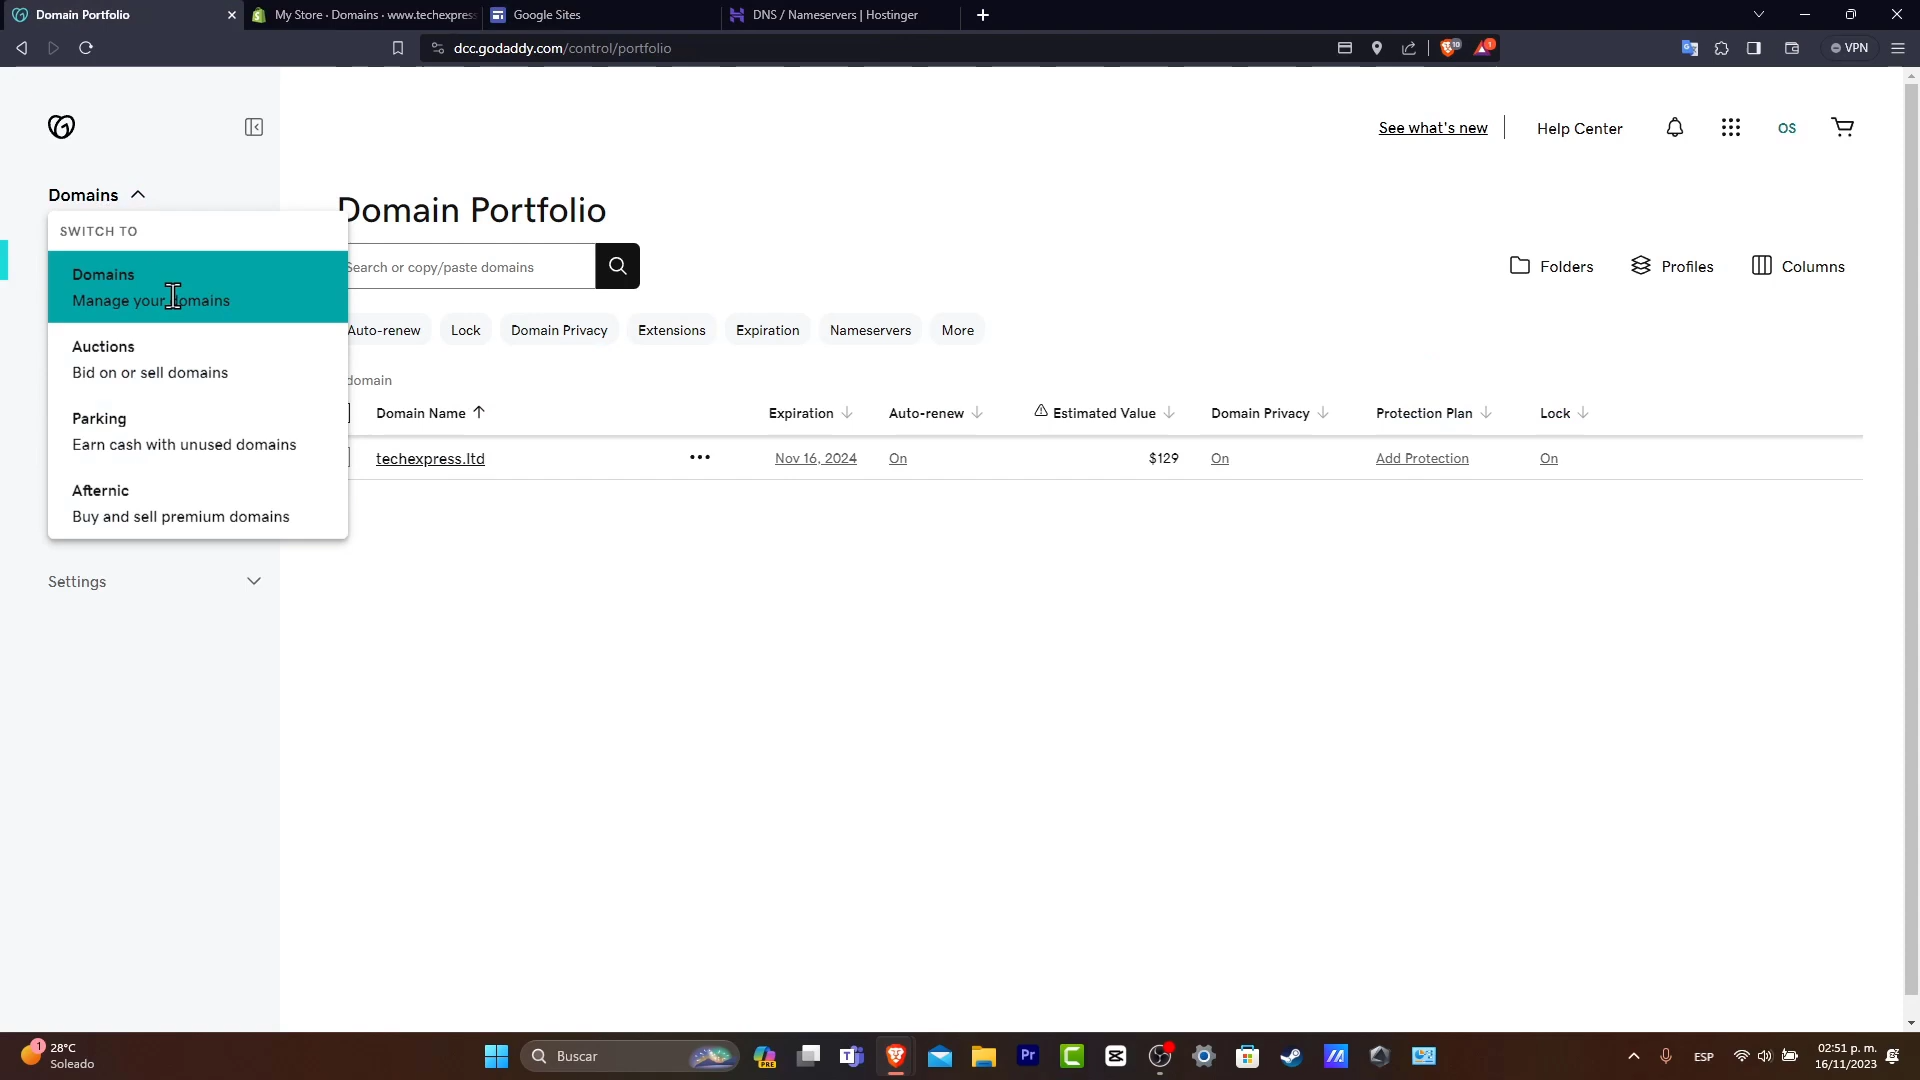 Domain Portfolio
My Store · Domains · www.techexpress
Google Sites
DNS / Nameservers | Hostinger
dcc.godaddy.com/control/portfolio
10
1
VPN
See what's new
Help Center
OS
Domains
Domain Portfolio
SWITCH TO
Domains
Manage your domains
Auctions
Bid on or sell domains
Parking
Earn cash with unused domains
Afternic
Buy and sell premium domains
Settings
Search or copy/paste domains
Folders
Profiles
Columns
Auto-renew
Lock
Domain Privacy
Extensions
Expiration
Nameservers
More
domain
Domain Name
Expiration
Auto-renew
Estimated Value
Domain Privacy
Protection Plan
Lock
techexpress.ltd
•••
Nov 16, 2024
On
$129
On
Add Protection
On
1
28°C
Soleado
Buscar
PRE
Pr
ESP
02:51 p. m.
16/11/2023